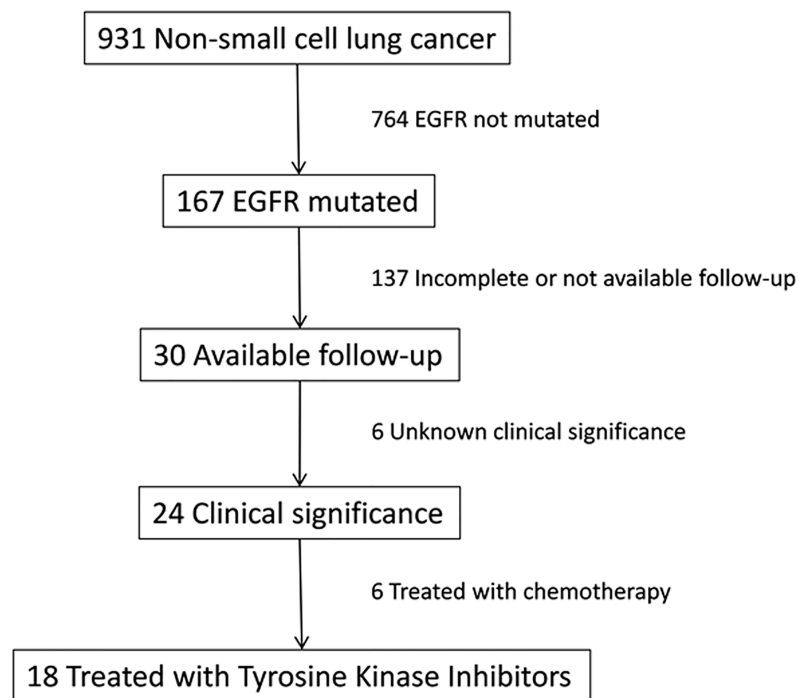 931 Non-small cell lung cancer
764 EGFR not mutated
167 EGFR mutated
137 Incomplete or not available follow-up
30 Available follow-up
6 Unknown clinical significance
24 Clinical significance
6 Treated with chemotherapy
18 Treated with Tyrosine Kinase Inhibitors